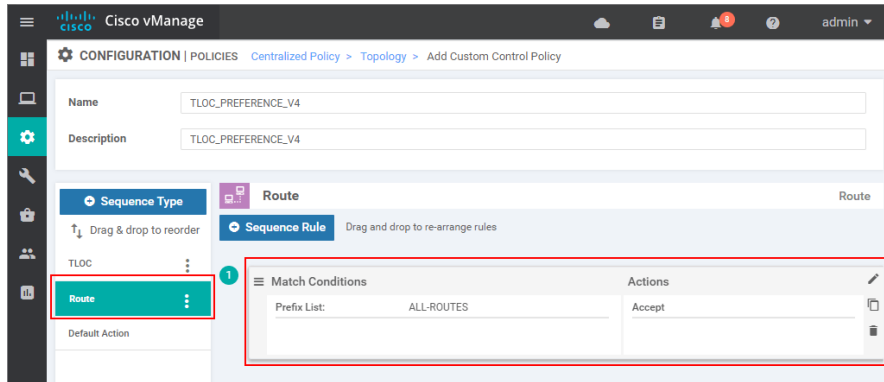 cisco Cisco vManage 8 admin
CONFIGURATION | POLICIES Centralized Policy > Topology > Add Custom Control Policy
Name TLOC_PREFERENCE_V4
Description TLOC_PREFERENCE_V4
Sequence Type
Drag & drop to reorder
TLOC
Route
Default Action
Route Route
Sequence Rule Drag and drop to re-arrange rules
1 Match Conditions Actions
Prefix List: ALL-ROUTES Accept